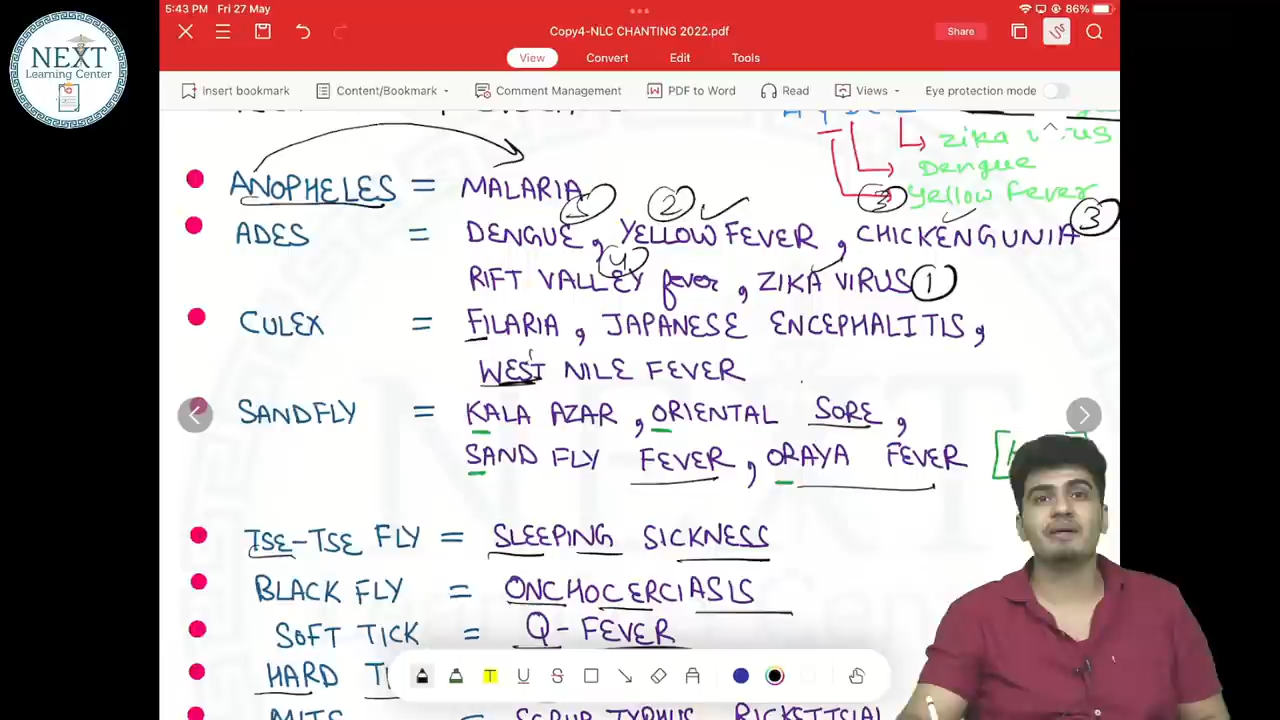 5:43 PM Fri 27 May
86%
NEXT
Learning Center
Copy4-NLC CHANTING 2022.pdf
Share
View Convert Edit Tools
Insert bookmark Content/Bookmark Comment Management PDF to Word Read Views Eye protection mode
Zika
Dengue
Yellow Fever
ANOPHELES = MALARIA
ADES = DENGUE, YELLOW FEVER, CHICKENGUNIA
RIFT VALLEY fever, ZIKA VIRUS
CULEX = FILARIA, JAPANESE ENCEPHALITIS,
WEST NILE FEVER
SANDFLY = KALA AZAR, ORIENTAL SORE,
SAND FLY FEVER, ORAYA FEVER
TSE-TSE FLY = SLEEPING SICKNESS
BLACK FLY = ONCHOCERCIASIS
SOFT TICK = Q-FEVER
HARD